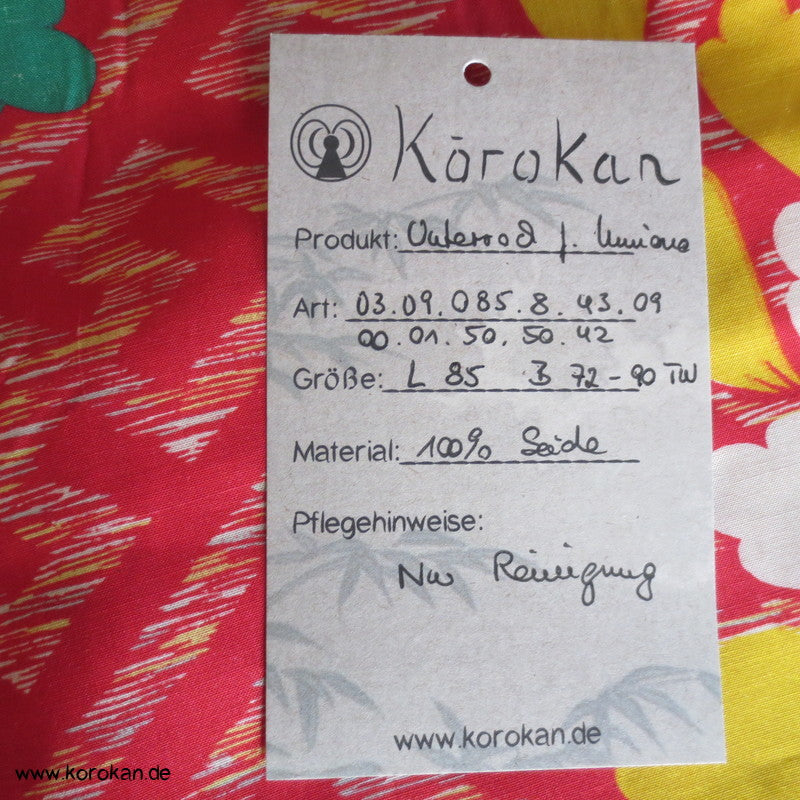 Kōrokan
Produkt: Unterrock f. Kimono
Art: 03.09.085.8.43.09
00.01.50.50.42
Größe: L 85 B 72-90 TW
Material: 100% Seide
Pflegehinweise:
Nur Reinigung
www.korokan.de
www.korokan.de